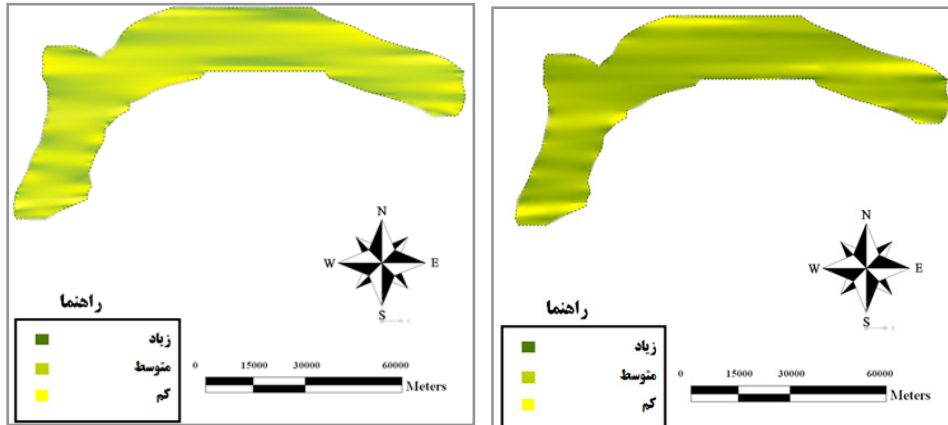 N
W E
S
x
راهنما
زیاد
متوسط
کم
0 15000 30000 60000
Meters
N
W E
S
x
راهنما
زیاد
متوسط
کم
0 15000 30000 60000
Meters